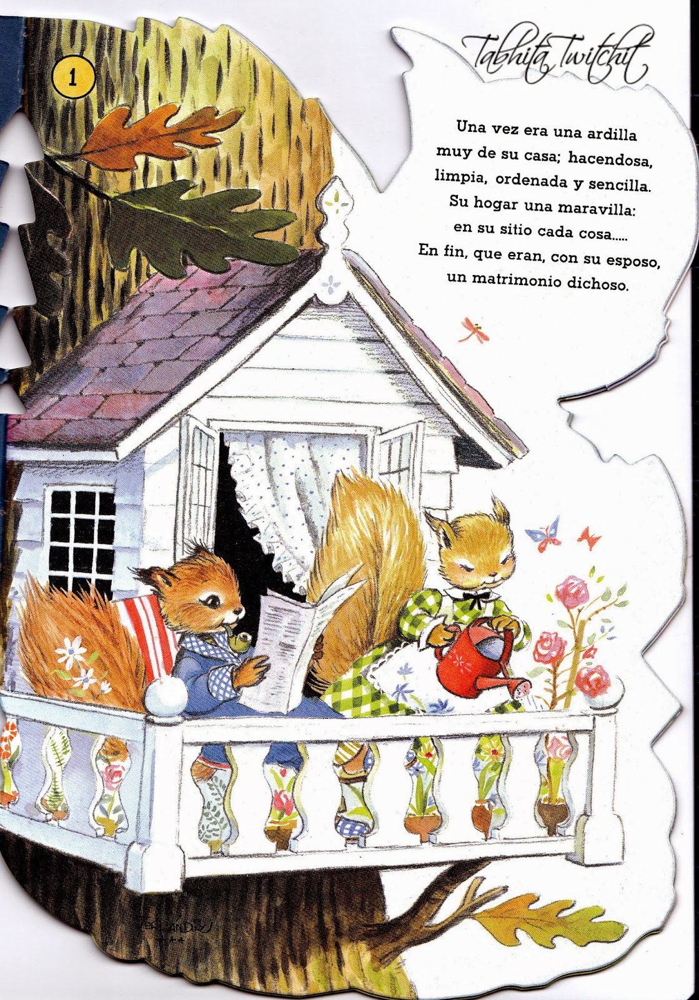 Tabhita Twitchit
1
Una vez era una ardilla
muy de su casa; hacendosa,
limpia, ordenada y sencilla.
Su hogar una maravilla:
en su sitio cada cosa.....
En fin, que eran, con su esposo,
un matrimonio dichoso.